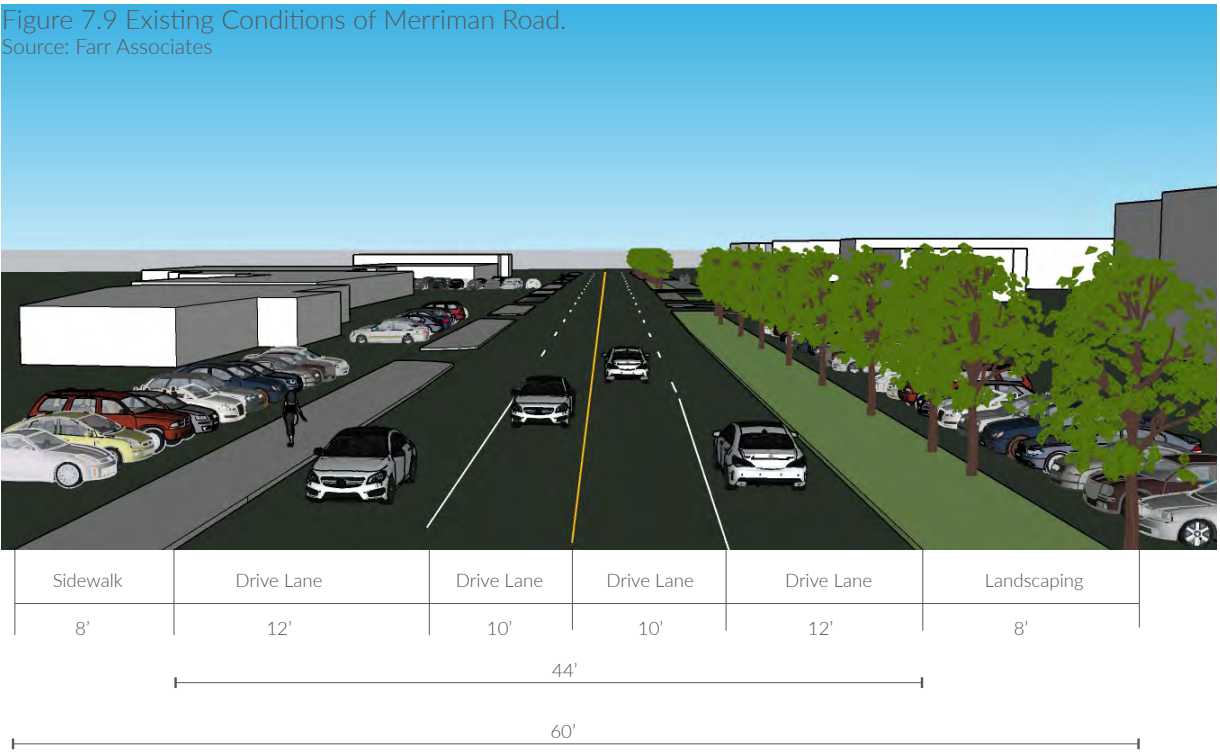 Figure 7.9 Existing Conditions of Merriman Road.
Source: Farr Associates
Sidewalk Drive Lane Drive Lane Drive Lane Drive Lane Landscaping
8’ 12’ 10’ 10’ 12’ 8’
44’
60’